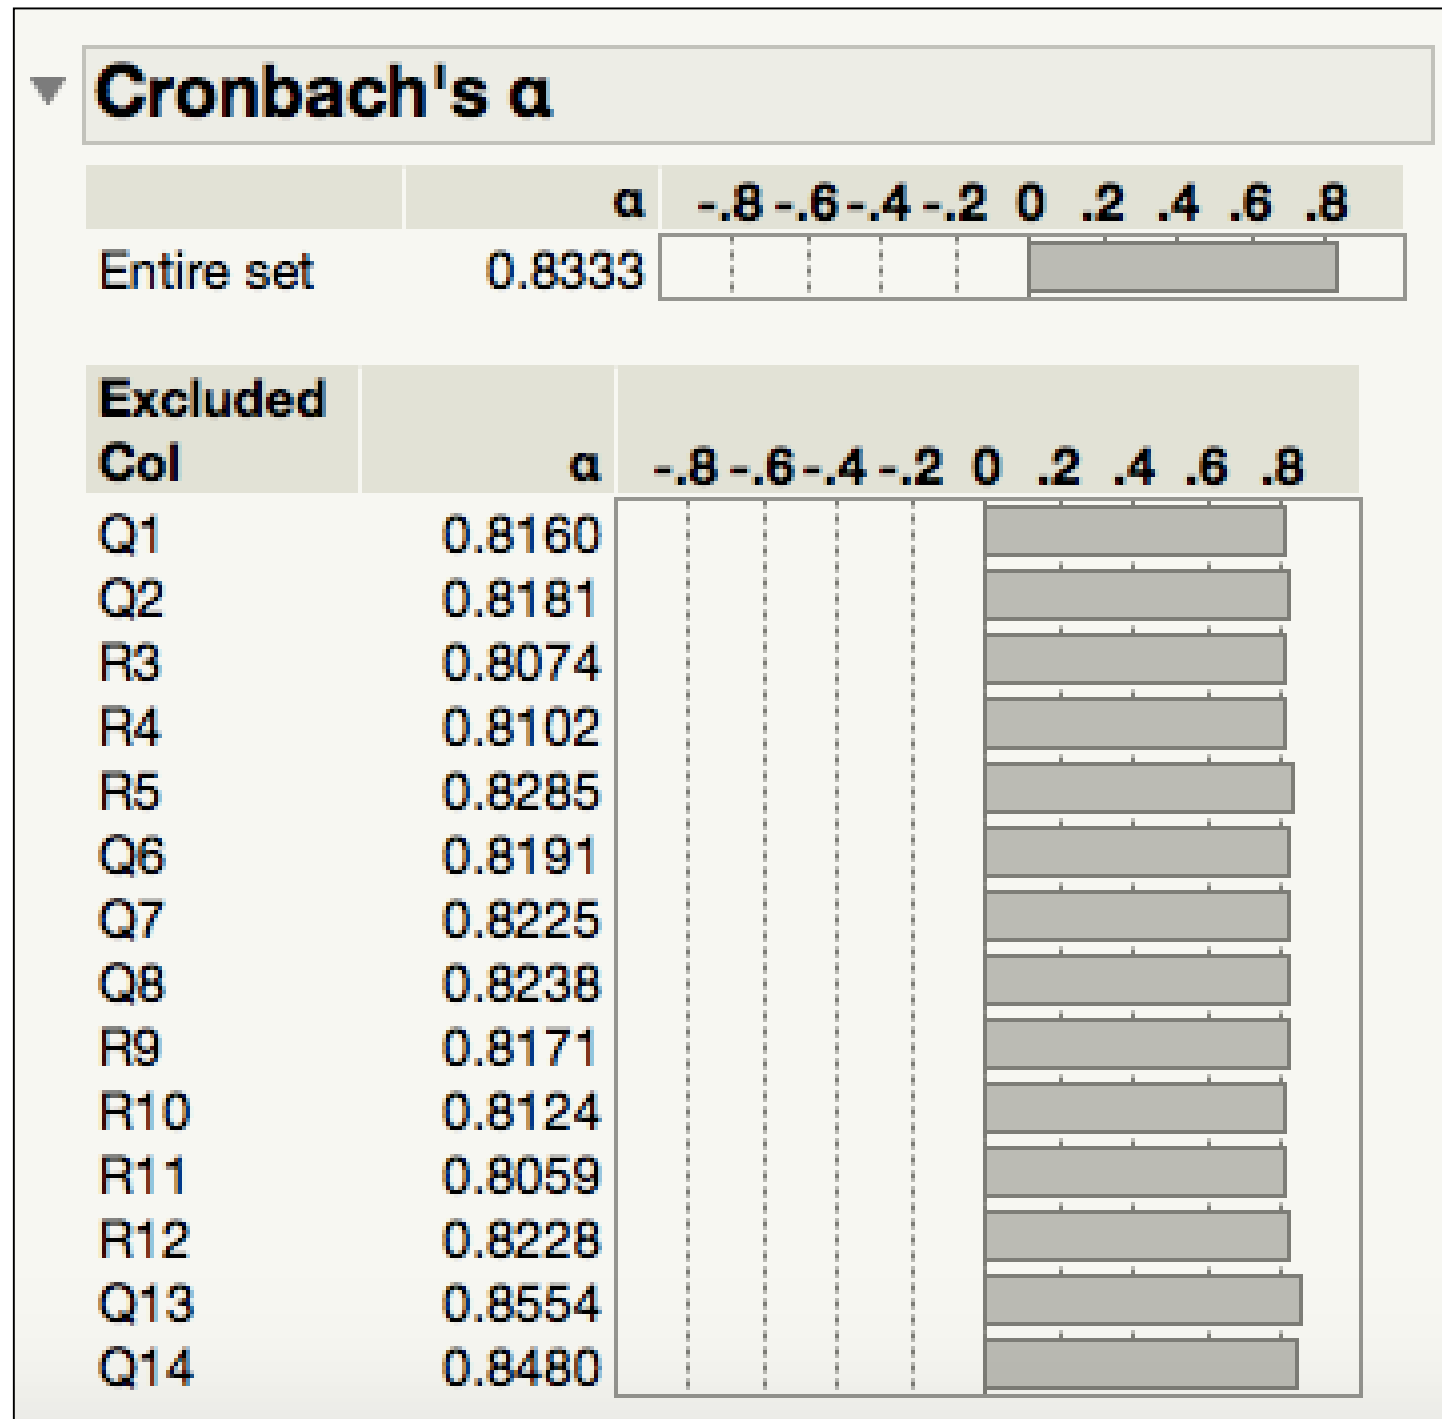 Cronbach's α
α -.8 -.6 -.4 -.2 0 .2 .4 .6 .8
Entire set 0.8333
Excluded
Col α -.8 -.6 -.4 -.2 0 .2 .4 .6 .8
Q1 0.8160
Q2 0.8181
R3 0.8074
R4 0.8102
R5 0.8285
Q6 0.8191
Q7 0.8225
Q8 0.8238
R9 0.8171
R10 0.8124
R11 0.8059
R12 0.8228
Q13 0.8554
Q14 0.8480